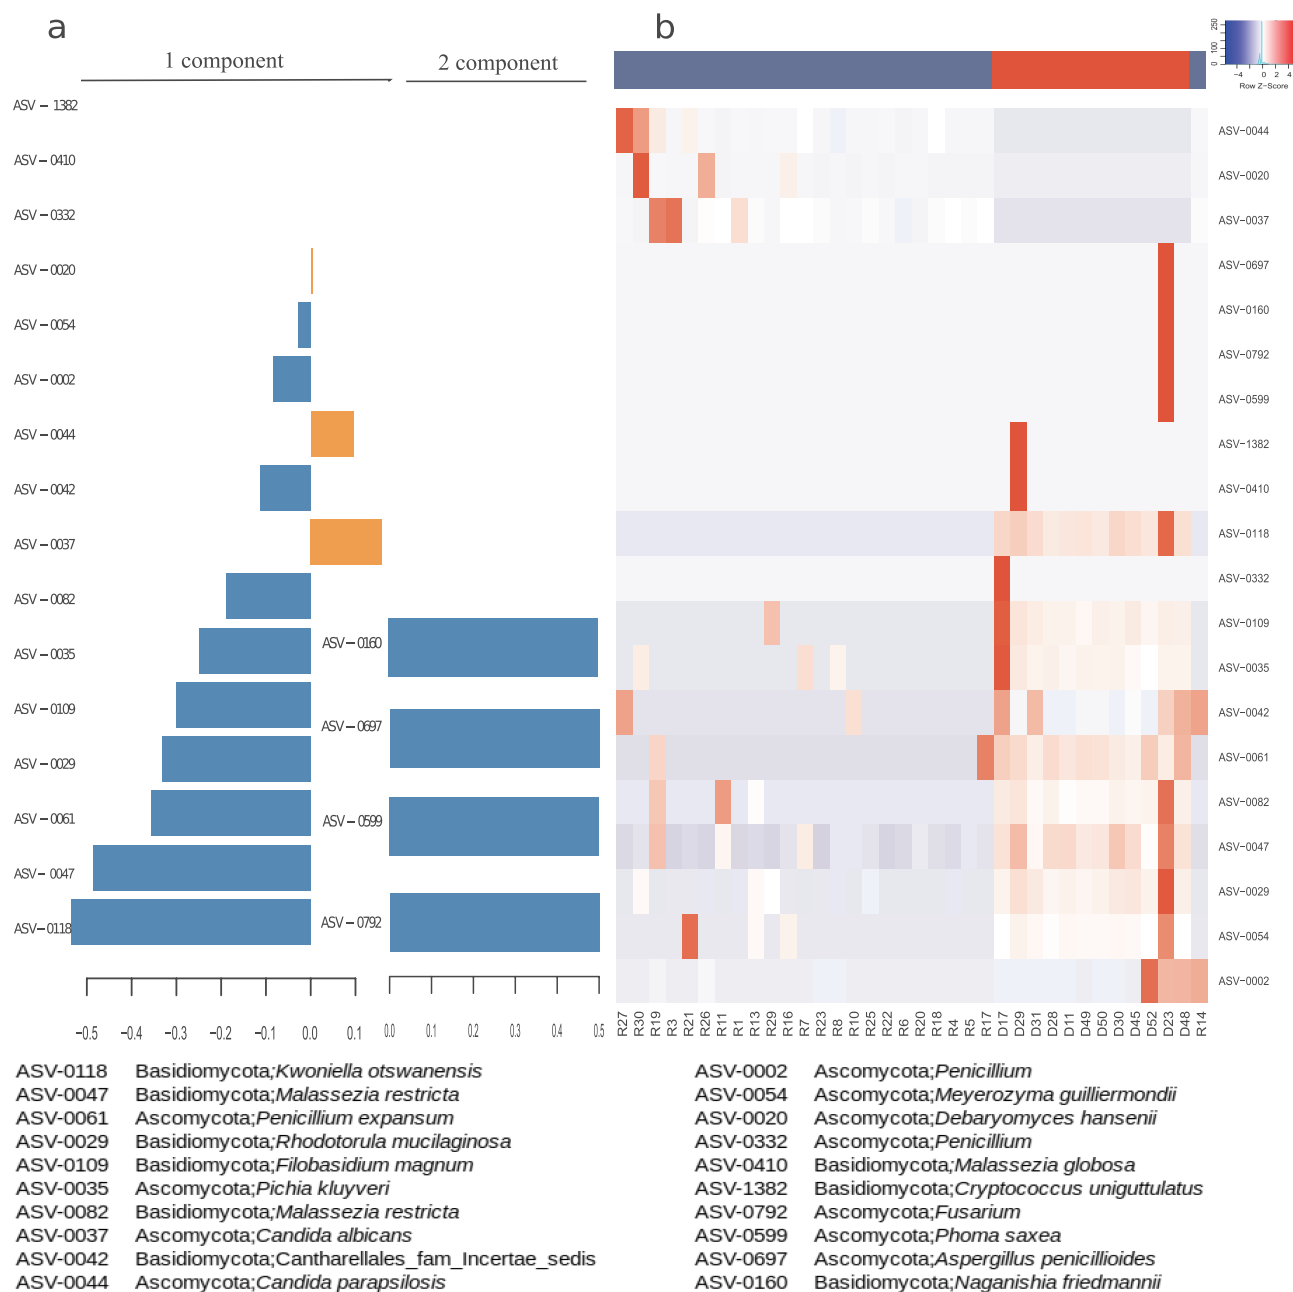 a
b
1 component
2 component
250
100
0
−4
0
2
4
Row Z−Score
ASV − 1382
ASV − 0410
ASV − 0332
ASV − 0020
ASV − 0054
ASV − 0002
ASV − 0044
ASV − 0042
ASV − 0037
ASV − 0082
ASV − 0035
ASV − 0109
ASV − 0029
ASV − 0061
ASV − 0047
ASV − 0118
−0.5
−0.3
−0.3
−0.2
−0.11
0.0
0.1
ASV − 0160
ASV − 0697
ASV − 0599
ASV − 0792
0.0
0.1
0.2
0.3
0.4
0.5
ASV−0044
ASV−0020
ASV−0037
ASV−0697
ASV−0160
ASV−0792
ASV−0599
ASV−1382
ASV−0410
ASV−0118
ASV−0332
ASV−0109
ASV−0035
ASV−0042
ASV−0061
ASV−0082
ASV−0047
ASV−0029
ASV−0054
ASV−0002
R27
R30
R19
R3
R21
R26
R11
R1
R13
R29
R16
R7
R23
R8
R10
R25
R22
R6
R20
R18
R4
R5
R17
D17
D29
D31
D28
D11
D49
D50
D30
D45
D52
D23
D48
R14
ASV-0118 Basidiomycota;Kwoniella otswanensis
ASV-0047 Basidiomycota;Malassezia restricta
ASV-0061 Ascomycota;Penicillium expansum
ASV-0029 Basidiomycota;Rhodotorula mucilaginosa
ASV-0109 Basidiomycota;Filobasidium magnum
ASV-0035 Ascomycota;Pichia kluyveri
ASV-0082 Basidiomycota;Malassezia restricta
ASV-0037 Ascomycota;Candida albicans
ASV-0042 Basidiomycota;Cantharellales_fam_Incertae_sedis
ASV-0044 Ascomycota;Candida parapsilosis
ASV-0002 Ascomycota;Penicillium
ASV-0054 Ascomycota;Meyerozyma guilliermondii
ASV-0020 Ascomycota;Debaryomyces hansenii
ASV-0332 Ascomycota;Penicillium
ASV-0410 Basidiomycota;Malassezia globosa
ASV-1382 Basidiomycota;Cryptococcus uniguttulatus
ASV-0792 Ascomycota;Fusarium
ASV-0599 Ascomycota;Phoma saxea
ASV-0697 Ascomycota;Aspergillus penicillioides
ASV-0160 Basidiomycota;Naganishia friedmannii